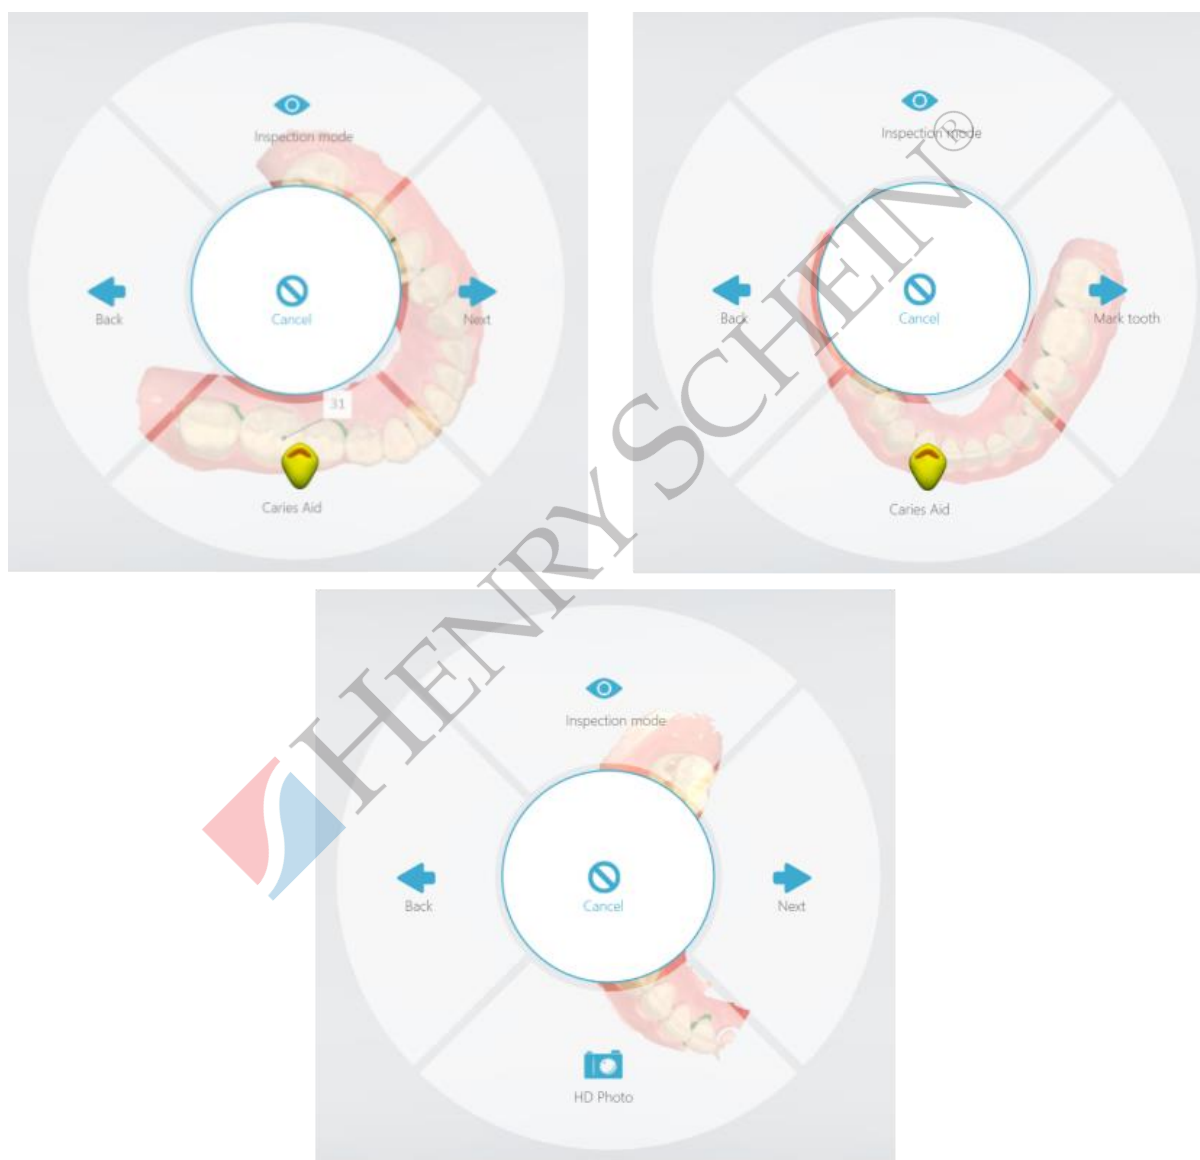 Inspection mode
Back
Cancel
Next
31
Caries Aid
Inspection mode
Back
Cancel
Mark tooth
Caries Aid
Inspection mode
Back
Cancel
Next
HD Photo
HENRY SCHEIN®